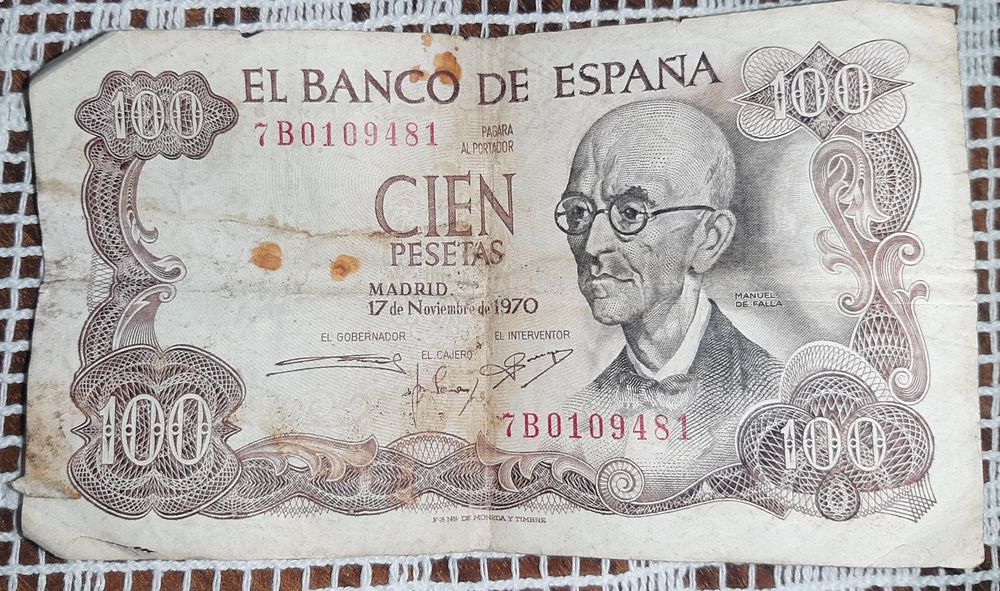 100
EL BANCO DE ESPAÑA
100
7B0109481
PAGARA
AL PORTADOR
CIEN
PESETAS
MADRID.
17 de Noviembre de 1970
MANUEL
DE FALLA
EL GOBERNADOR
EL CAJERO
EL INTERVENTOR
7B0109481
100
100
DE MONEDA Y TIMBRE